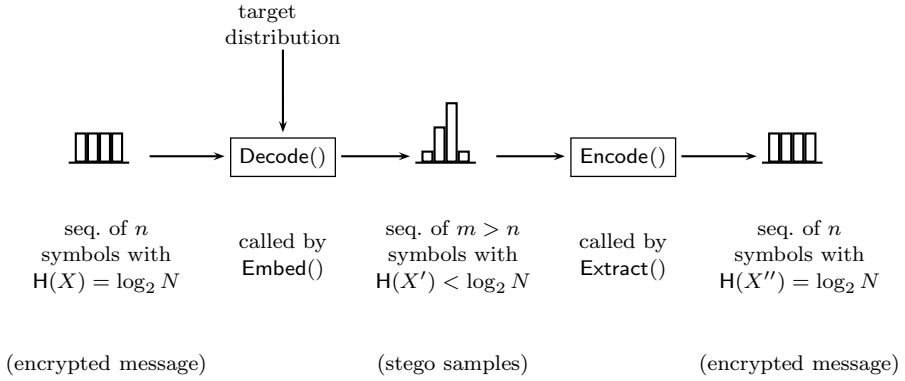 target
distribution
Decode()
Encode()
seq. of n
symbols with
H(X) = log₂ N
called by
Embed()
seq. of m > n
symbols with
H(X′) < log₂ N
called by
Extract()
seq. of n
symbols with
H(X′′) = log₂ N
(encrypted message)
(stego samples)
(encrypted message)